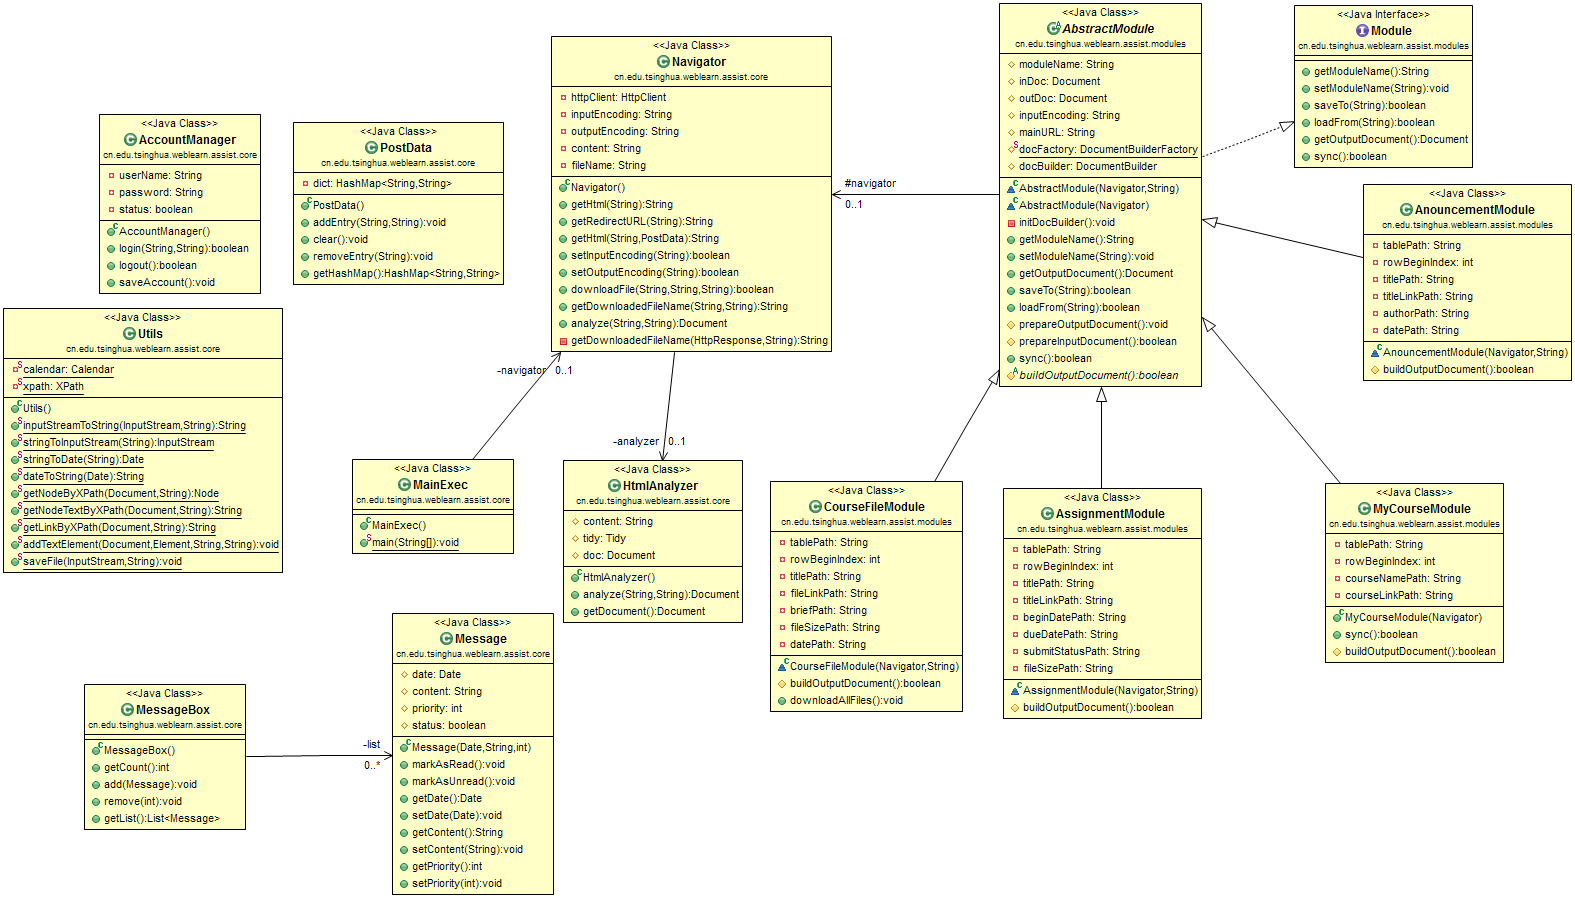 <<Java Class>>
AccountManager
cn.edu.tsinghua.weblearn.assist.core
userName: String
password: String
status: boolean
AccountManager()
login(String,String):boolean
logout():boolean
saveAccount():void
<<Java Class>>
PostData
cn.edu.tsinghua.weblearn.assist.core
dict: HashMap<String,String>
PostData()
addEntry(String,String):void
clear():void
removeEntry(String):void
getHashMap():HashMap<String,String>
<<Java Class>>
Navigator
cn.edu.tsinghua.weblearn.assist.core
httpClient: HttpClient
inputEncoding: String
outputEncoding: String
content: String
fileName: String
Navigator()
getHtml(String):String
getRedirectURL(String):String
getHtml(String,PostData):String
setInputEncoding(String):boolean
setOutputEncoding(String):boolean
downloadFile(String,String,String):boolean
getDownloadedFileName(String,String):String
analyze(String,String):Document
getDownloadedFileName(HttpResponse,String):String
<<Java Class>>
AbstractModule
cn.edu.tsinghua.weblearn.assist.modules
moduleName: String
inDoc: Document
outDoc: Document
inputEncoding: String
mainURL: String
docFactory: DocumentBuilderFactory
docBuilder: DocumentBuilder
AbstractModule(Navigator,String)
AbstractModule(Navigator)
initDocBuilder():void
getModuleName():String
setModuleName(String):void
getOutputDocument():Document
saveTo(String):boolean
loadFrom(String):boolean
prepareOutputDocument():void
prepareInputDocument():boolean
sync():boolean
buildOutputDocument():boolean
<<Java Interface>>
Module
cn.edu.tsinghua.weblearn.assist.modules
getModuleName():String
setModuleName(String):void
saveTo(String):boolean
loadFrom(String):boolean
getOutputDocument():Document
sync():boolean
#navigator
0..1
<<Java Class>>
AnouncementModule
cn.edu.tsinghua.weblearn.assist.modules
tablePath: String
rowBeginIndex: int
titlePath: String
titleLinkPath: String
authorPath: String
datePath: String
AnouncementModule(Navigator,String)
buildOutputDocument():boolean
<<Java Class>>
Utils
cn.edu.tsinghua.weblearn.assist.core
calendar: Calendar
xpath: XPath
Utils()
inputStreamToString(InputStream,String):String
stringToInputStream(String):InputStream
stringToDate(String):Date
dateToString(Date):String
getNodeByXPath(Document,String):Node
getNodeTextByXPath(Document,String):String
getLinkByXPath(Document,String):String
addTextElement(Document,Element,String,String):void
saveFile(InputStream,String):void
-navigator
0..1
-analyzer
0..1
<<Java Class>>
MainExec
cn.edu.tsinghua.weblearn.assist.core
MainExec()
main(String[]):void
<<Java Class>>
HtmlAnalyzer
cn.edu.tsinghua.weblearn.assist.core
content: String
tidy: Tidy
doc: Document
HtmlAnalyzer()
analyze(String,String):Document
getDocument():Document
<<Java Class>>
CourseFileModule
cn.edu.tsinghua.weblearn.assist.modules
tablePath: String
rowBeginIndex: int
titlePath: String
fileLinkPath: String
briefPath: String
fileSizePath: String
datePath: String
CourseFileModule(Navigator,String)
buildOutputDocument():boolean
downloadAllFiles():void
<<Java Class>>
AssignmentModule
cn.edu.tsinghua.weblearn.assist.modules
tablePath: String
rowBeginIndex: int
titlePath: String
titleLinkPath: String
beginDatePath: String
dueDatePath: String
submitStatusPath: String
fileSizePath: String
AssignmentModule(Navigator,String)
buildOutputDocument():boolean
<<Java Class>>
MyCourseModule
cn.edu.tsinghua.weblearn.assist.modules
tablePath: String
rowBeginIndex: int
courseNamePath: String
courseLinkPath: String
MyCourseModule(Navigator)
sync():boolean
buildOutputDocument():boolean
<<Java Class>>
MessageBox
cn.edu.tsinghua.weblearn.assist.core
MessageBox()
getCount():int
add(Message):void
remove(int):void
getList():List<Message>
-list
0..*
<<Java Class>>
Message
cn.edu.tsinghua.weblearn.assist.core
date: Date
content: String
priority: int
status: boolean
Message(Date,String,int)
markAsRead():void
markAsUnread():void
getDate():Date
setDate(Date):void
getContent():String
setContent(String):void
getPriority():int
setPriority(int):void